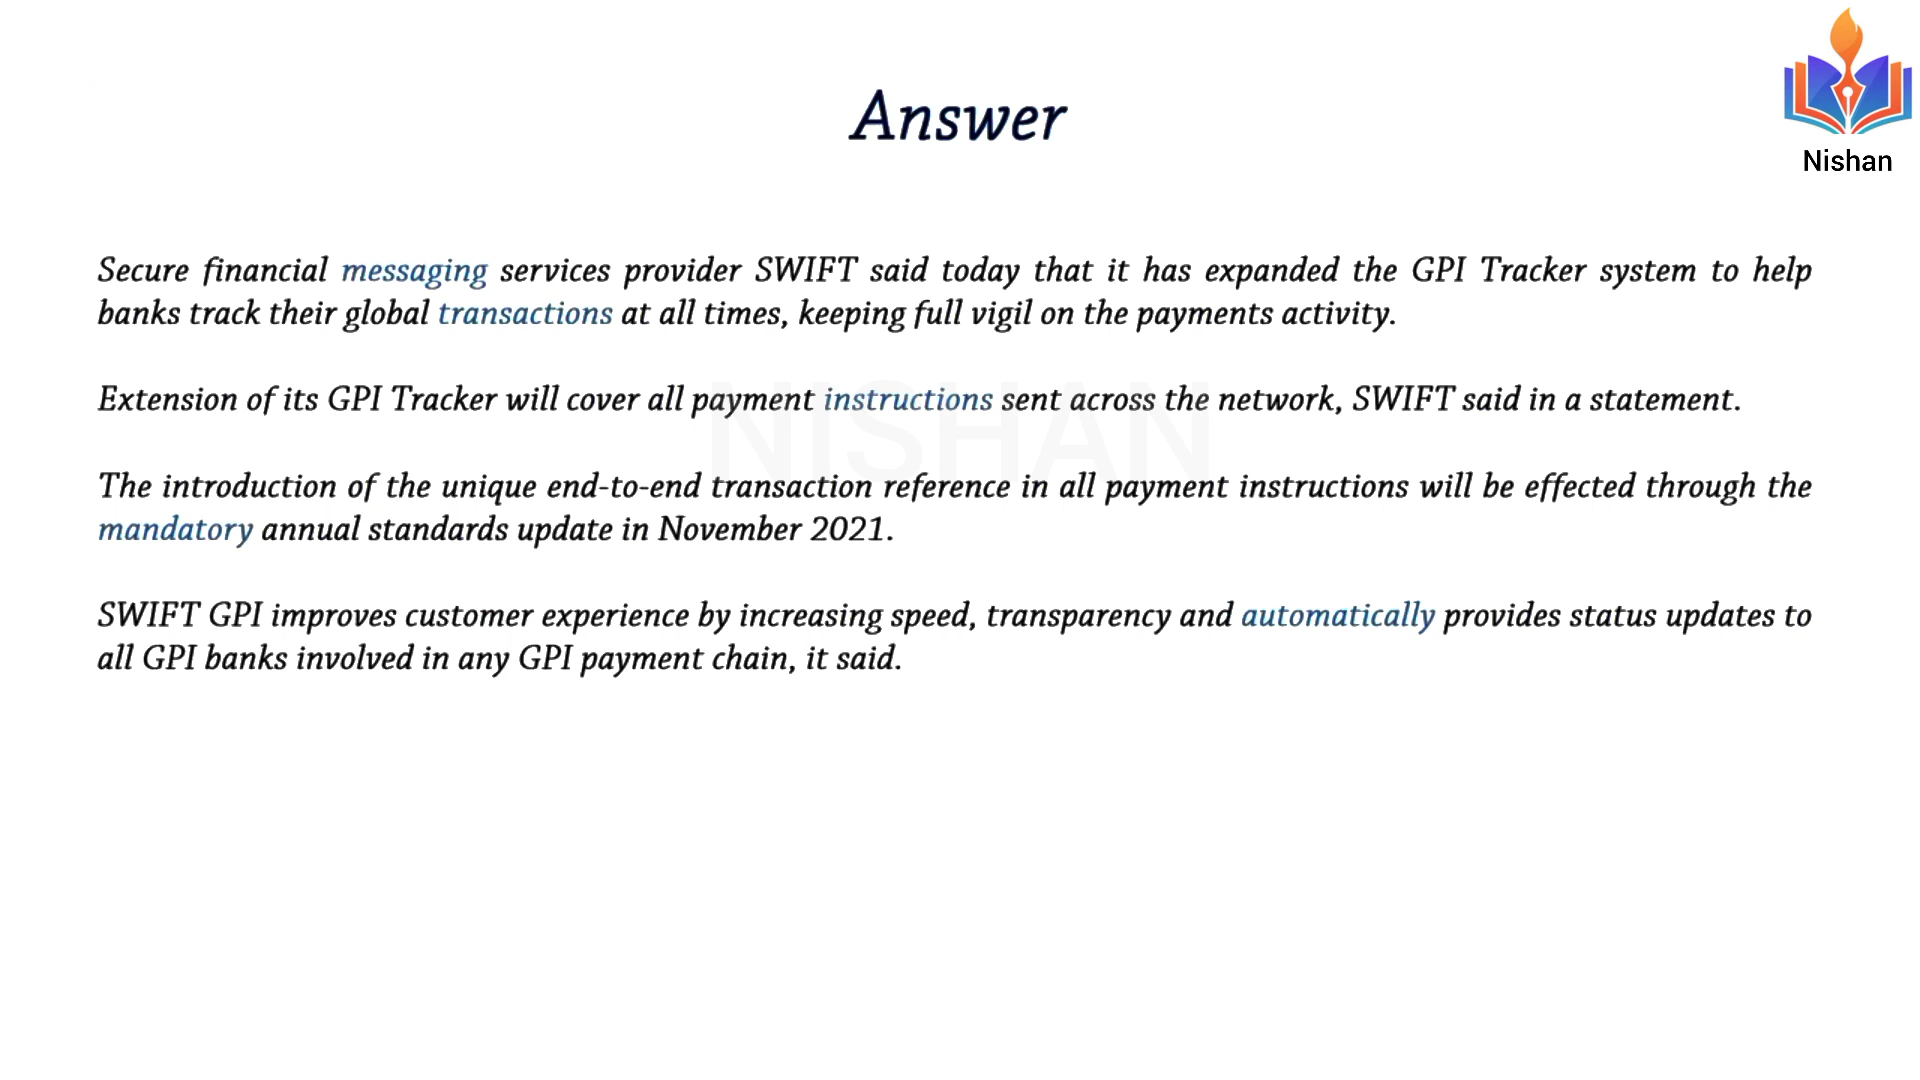 Answer
Nishan
Secure financial messaging services provider SWIFT said today that it has expanded the GPI Tracker system to help
banks track their global transactions at all times, keeping full vigil on the payments activity.
Extension of its GPI Tracker will cover all payment instructions sent across the network, SWIFT said in a statement.
NISHAN
The introduction of the unique end-to-end transaction reference in all payment instructions will be effected through the
mandatory annual standards update in November 2021.
SWIFT GPI improves customer experience by increasing speed, transparency and automatically provides status updates to
all GPI banks involved in any GPI payment chain, it said.